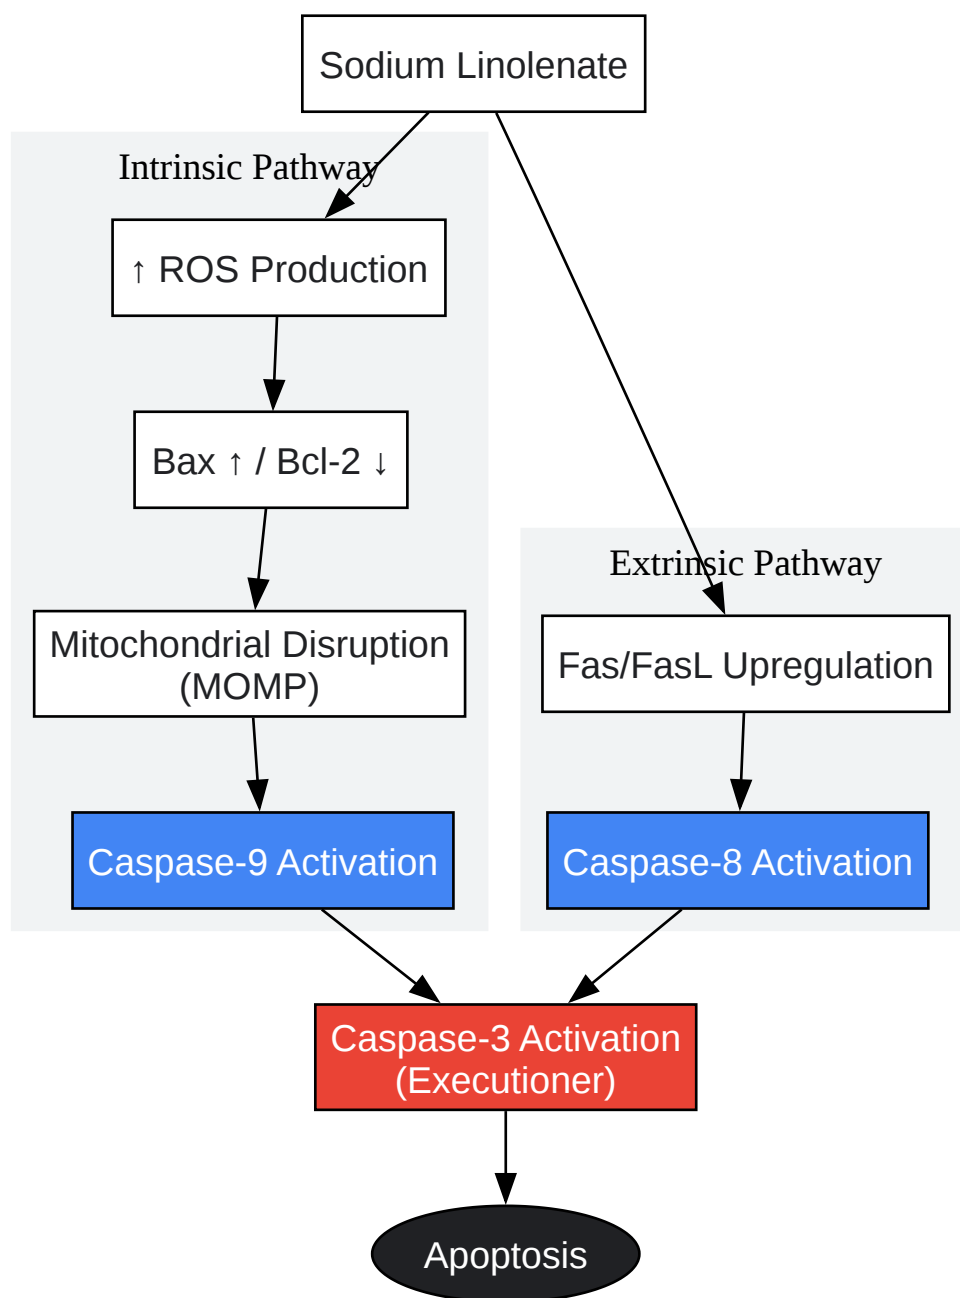 Sodium Linolenate
Intrinsic Pathway
↑ ROS Production
Bax ↑ / Bcl-2 ↓
Mitochondrial Disruption
(MOMP)
Caspase-9 Activation
Extrinsic Pathway
Fas/FasL Upregulation
Caspase-8 Activation
Caspase-3 Activation
(Executioner)
Apoptosis